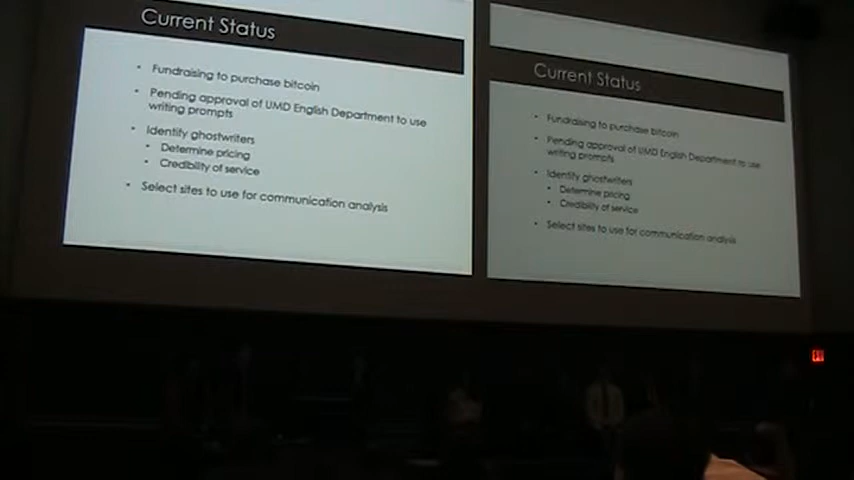 Current Status
• Fundraising to purchase bitcoin
• Pending approval of UMD English Department to use
writing prompts
• Identify ghostwriters
• Determine pricing
• Credibility of service
• Select sites to use for communication analysis
Current Status
• Fundraising to purchase bitcoin
• Pending approval of UMD English Department to use
writing prompts
• Identify ghostwriters
• Determine pricing
• Credibility of service
• Select sites to use for communication analysis